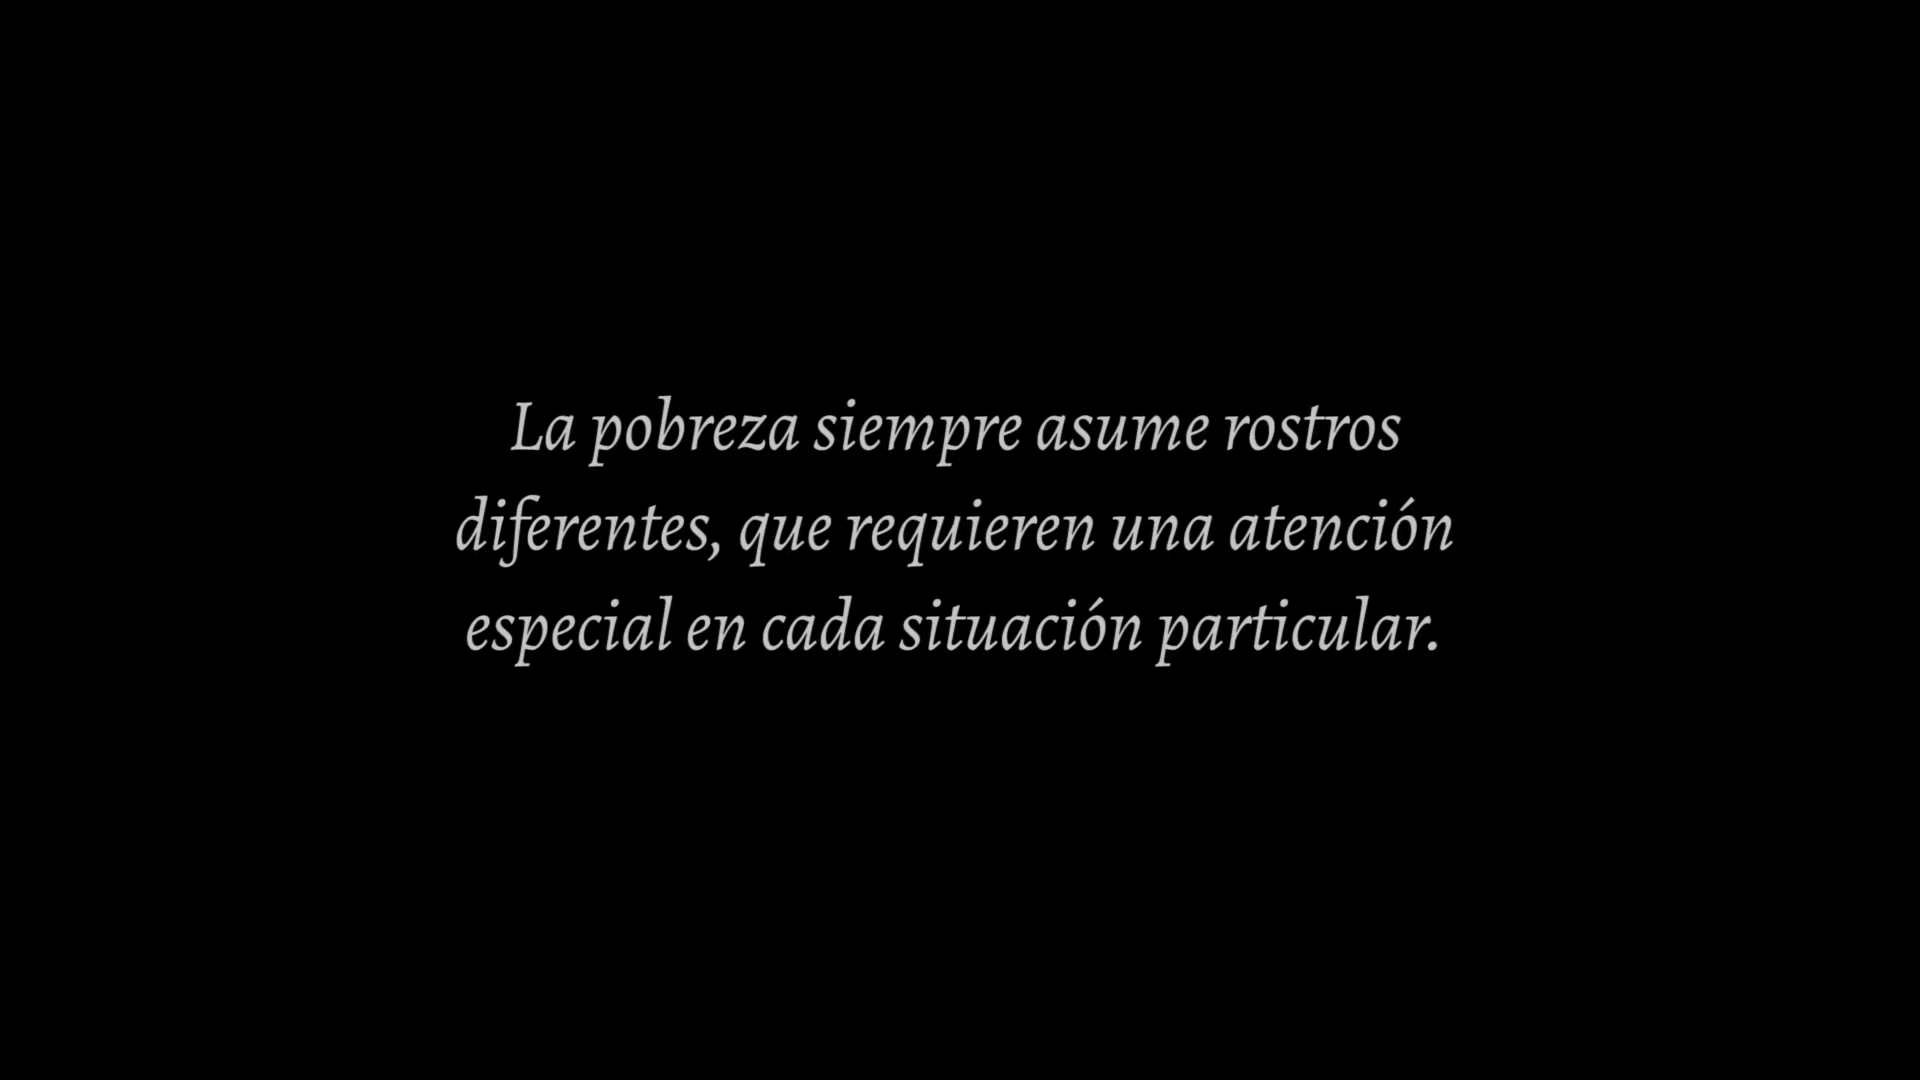 La pobreza siempre asume rostros
diferentes, que requieren una atención
especial en cada situación particular.